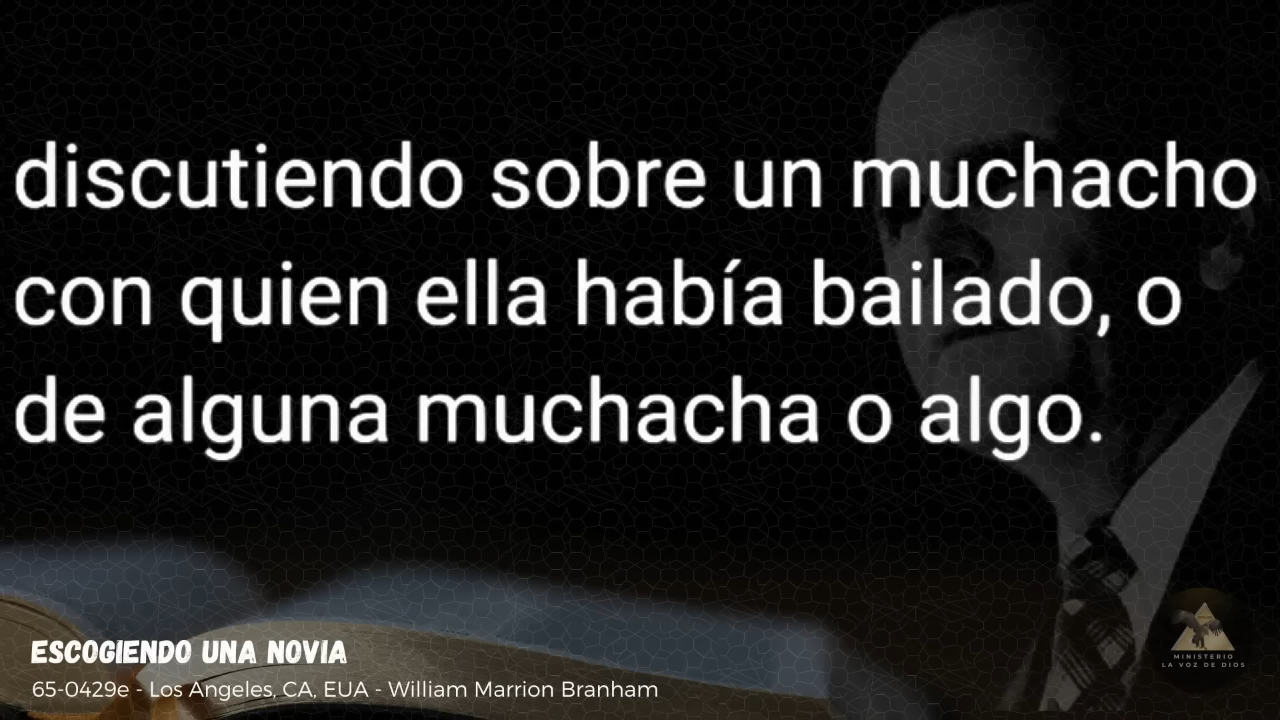 discutiendo sobre un muchacho
con quien ella había bailado, o
de alguna muchacha o algo.
ESCOGIENDO UNA NOVIA
65-0429e - Los Angeles, CA, EUA - William Marrion Branham
MINISTERIO
LA VOZ DE DIOS